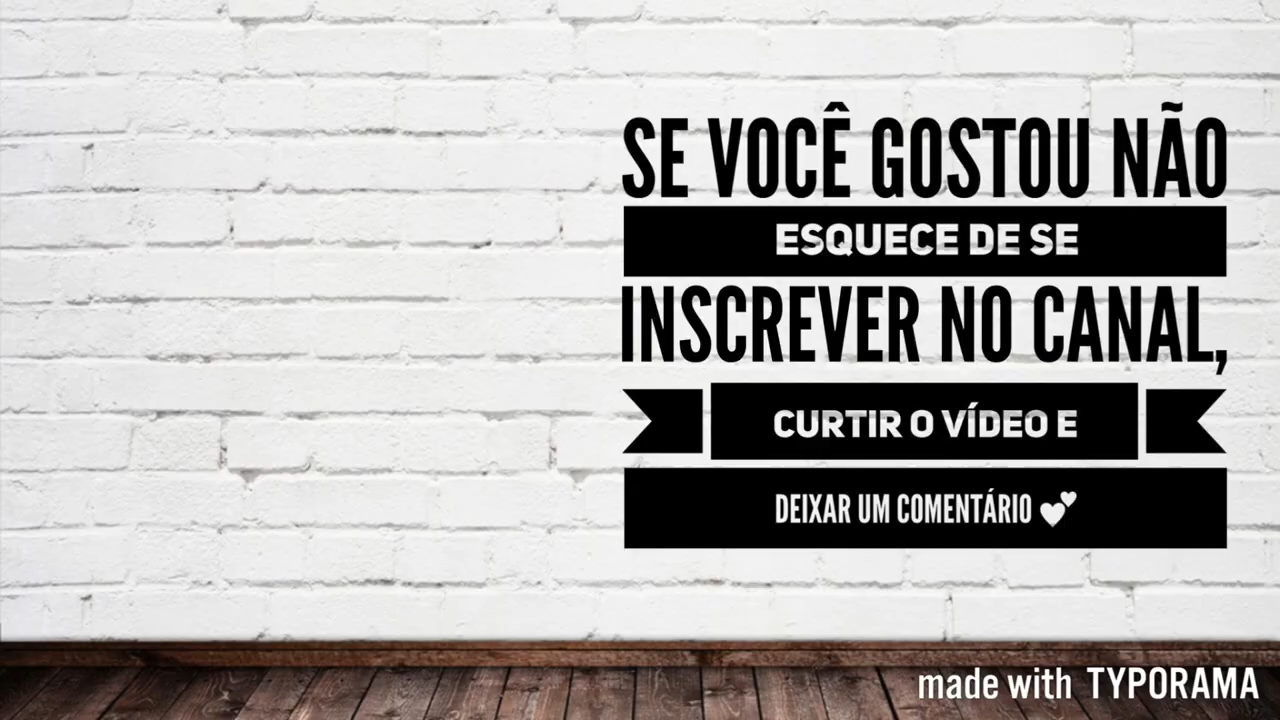 SE VOCÊ GOSTOU NÃO
ESQUECE DE SE
INSCREVER NO CANAL,
CURTIR O VÍDEO E
DEIXAR UM COMENTÁRIO 💕
made with TYPORAMA